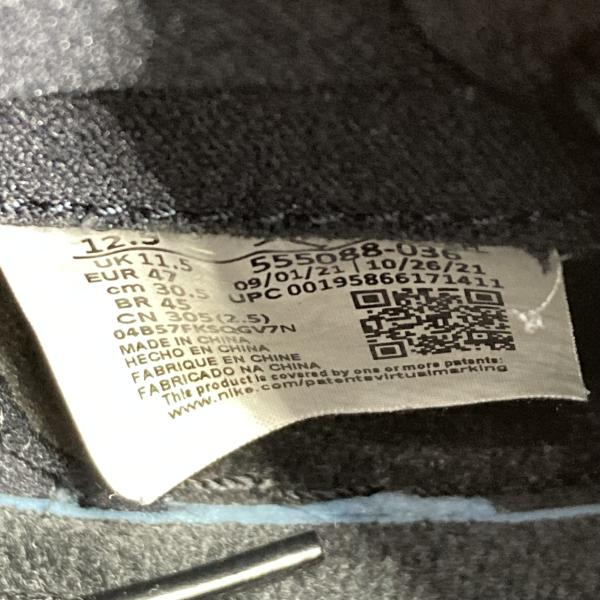 12.5
UK 11.5
EUR 47
cm 30.5
BR 45
CN 305 (2.5)
04B57FKSQGV7N
MADE IN CHINA
HECHO EN CHINA
FABRIQUE EN CHINE
FABRICADO NA CHINA
This product is covered by one or more patents:
www.nike.com/patentsvirtualmarking
555088-036
09/01/21 | 10/26/21
UPC 00195866171411